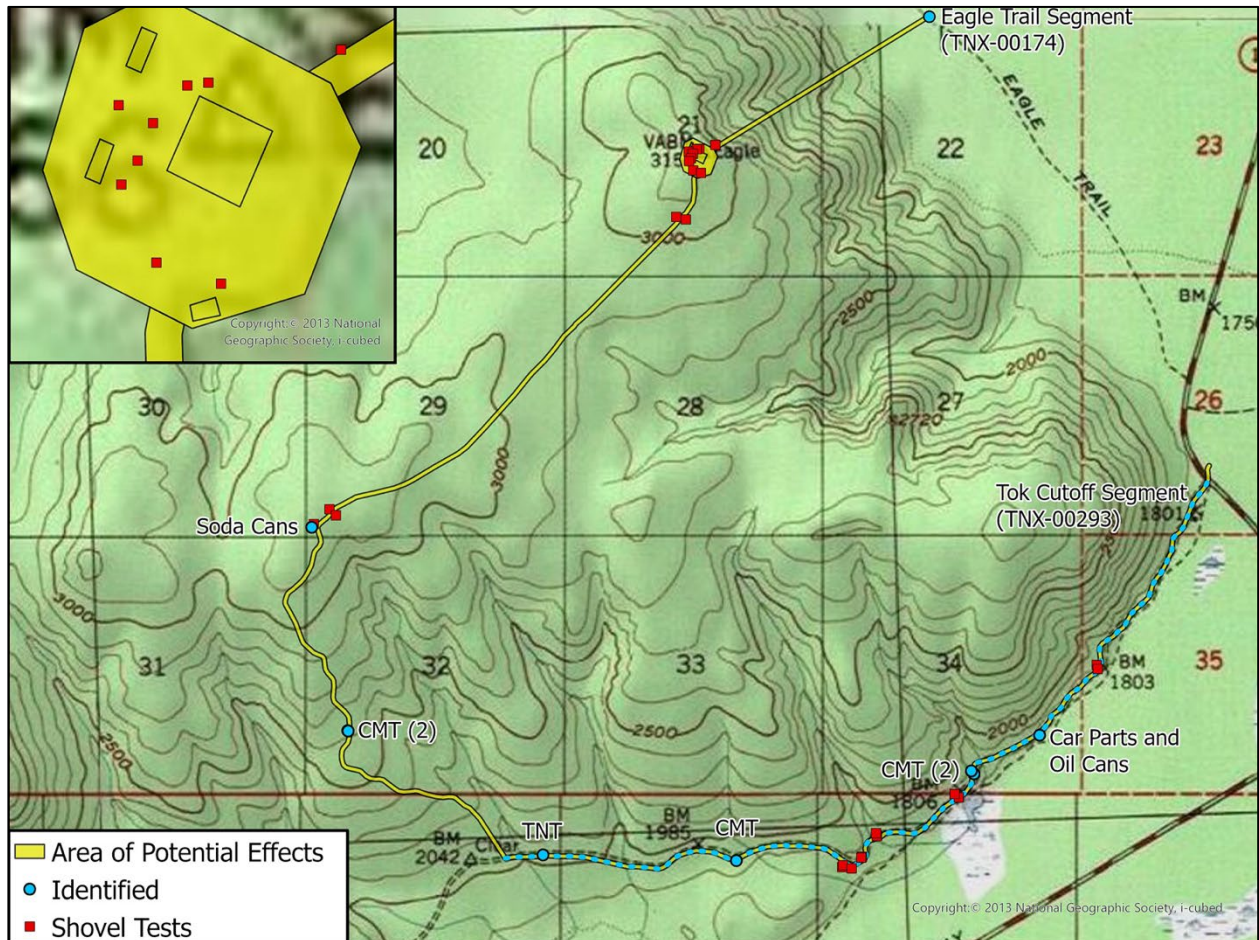 Copyright:© 2013 National
Geographic Society, i-cubed
Eagle Trail Segment
(TNX-00174)
EAGLE
TRAIL
20
21
22
23
Eagle
3000
2500
BM
2000
30
29
28
27
26
3000
Tok Cutoff Segment
(TNX-00293)
1801
Soda Cans
3000
31
32
33
34
35
BM
1803
2500
2500
2000
CMT (2)
Car Parts and
Oil Cans
CMT (2)
BM
1806
BM
1985
TNT
CMT
BM
2042
Clear
Area of Potential Effects
Identified
Shovel Tests
Copyright:© 2013 National Geographic Society, i-cubed